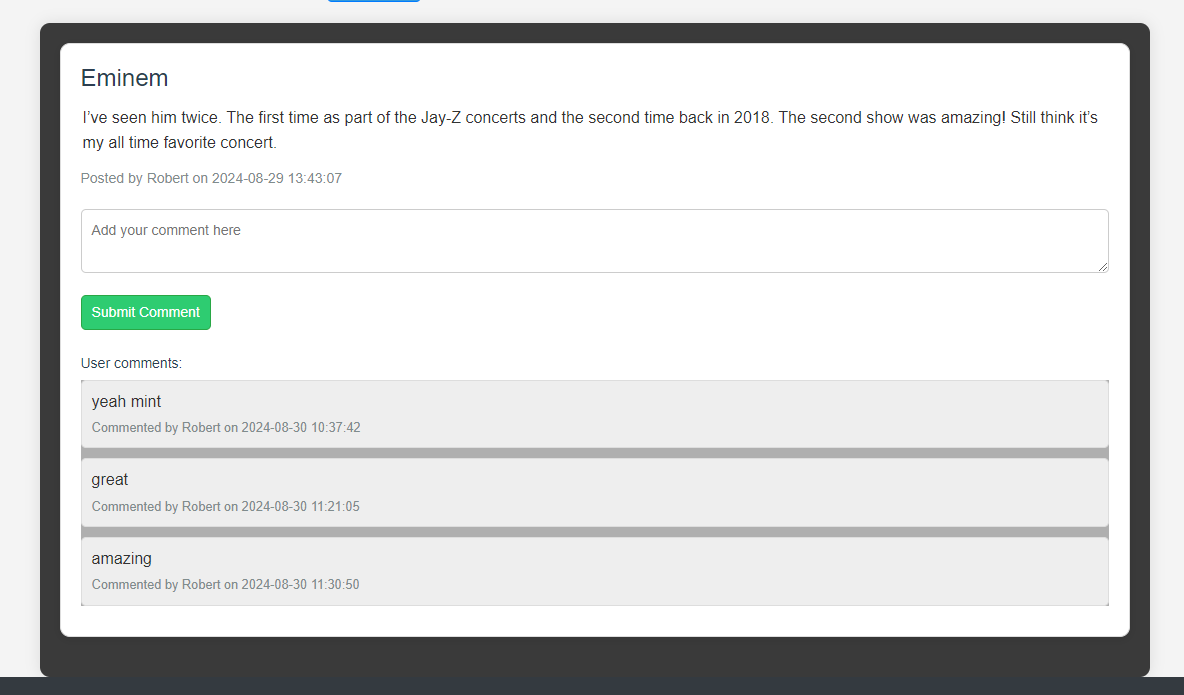 Eminem
I’ve seen him twice. The first time as part of the Jay-Z concerts and the second time back in 2018. The second show was amazing! Still think it’s
my all time favorite concert.
Posted by Robert on 2024-08-29 13:43:07
Add your comment here
Submit Comment
User comments:
yeah mint
Commented by Robert on 2024-08-30 10:37:42
great
Commented by Robert on 2024-08-30 11:21:05
amazing
Commented by Robert on 2024-08-30 11:30:50